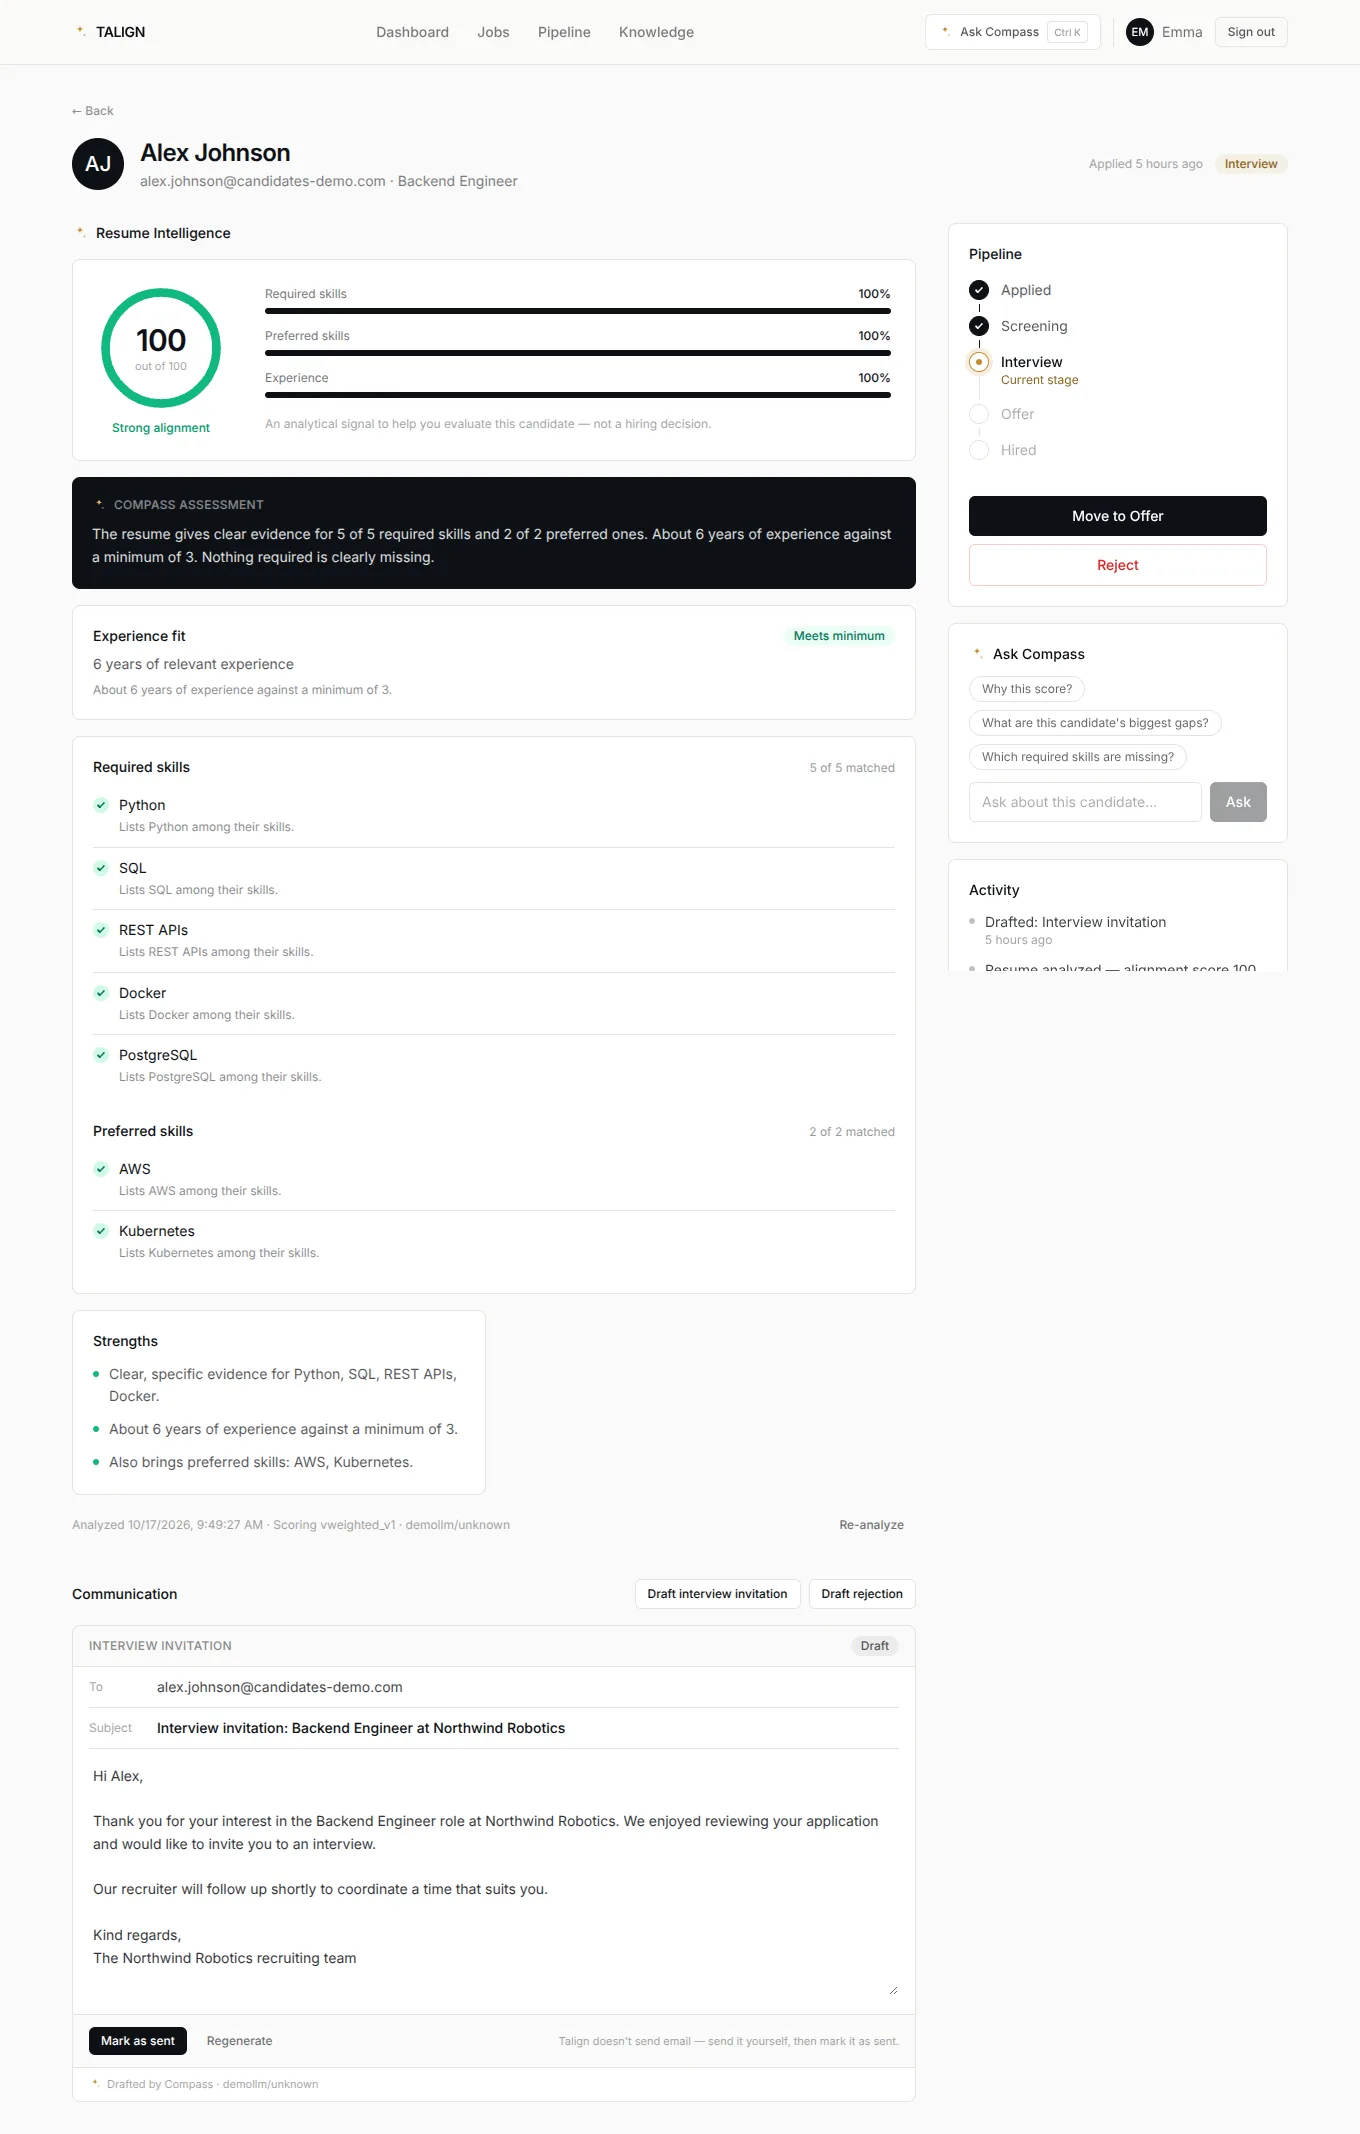 TALIGN
Dashboard
Jobs
Pipeline
Knowledge
Ask Compass
Ctrl K
EM
Emma
Sign out
← Back
AJ
Alex Johnson
alex.johnson@candidates-demo.com · Backend Engineer
Applied 5 hours ago
Interview
Resume Intelligence
100
out of 100
Strong alignment
Required skills
100%
Preferred skills
100%
Experience
100%
An analytical signal to help you evaluate this candidate — not a hiring decision.
COMPASS ASSESSMENT
The resume gives clear evidence for 5 of 5 required skills and 2 of 2 preferred ones. About 6 years of experience against
a minimum of 3. Nothing required is clearly missing.
Experience fit
Meets minimum
6 years of relevant experience
About 6 years of experience against a minimum of 3.
Required skills
5 of 5 matched
Python
Lists Python among their skills.
SQL
Lists SQL among their skills.
REST APIs
Lists REST APIs among their skills.
Docker
Lists Docker among their skills.
PostgreSQL
Lists PostgreSQL among their skills.
Preferred skills
2 of 2 matched
AWS
Lists AWS among their skills.
Kubernetes
Lists Kubernetes among their skills.
Strengths
Clear, specific evidence for Python, SQL, REST APIs,
Docker.
About 6 years of experience against a minimum of 3.
Also brings preferred skills: AWS, Kubernetes.
Analyzed 10/17/2026, 9:49:27 AM · Scoring vweighted_v1 · demollm/unknown
Re-analyze
Communication
Draft interview invitation
Draft rejection
INTERVIEW INVITATION
Draft
To
alex.johnson@candidates-demo.com
Subject
Interview invitation: Backend Engineer at Northwind Robotics
Hi Alex,
Thank you for your interest in the Backend Engineer role at Northwind Robotics. We enjoyed reviewing your application
and would like to invite you to an interview.
Our recruiter will follow up shortly to coordinate a time that suits you.
Kind regards,
The Northwind Robotics recruiting team
Mark as sent
Regenerate
Talign doesn't send email — send it yourself, then mark it as sent.
Drafted by Compass · demollm/unknown
Pipeline
Applied
Screening
Interview
Current stage
Offer
Hired
Move to Offer
Reject
Ask Compass
Why this score?
What are this candidate's biggest gaps?
Which required skills are missing?
Ask about this candidate...
Ask
Activity
Drafted: Interview invitation
5 hours ago
Resume analyzed — alignment score 100